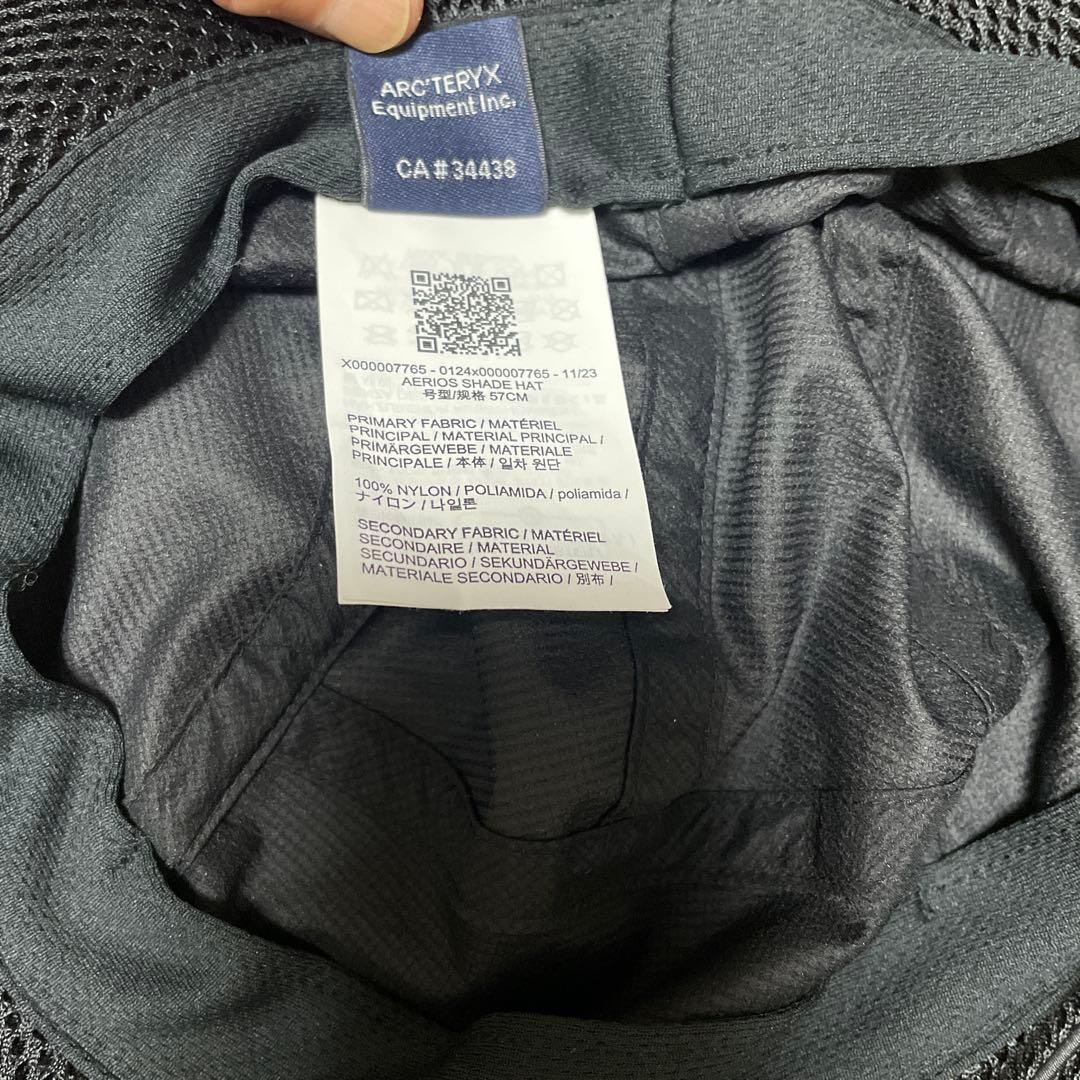 ARC'TERYX
Equipment Inc.
CA#34438
X000007765 - 0124x000007765 - 11/23
AERIOS SHADE HAT
号型/规格 57CM
PRIMARY FABRIC / MATÉRIEL
PRINCIPAL / MATERIAL PRINCIPAL /
PRIMÄRGEWEBE / MATERIALE
PRINCIPALE / 本体 / 일차 원단
100% NYLON / POLIAMIDA / poliamida /
ナイロン / 나일론
SECONDARY FABRIC / MATÉRIEL
SECONDAIRE / MATERIAL
SECUNDARIO / SEKUNDÄRGEWEBE /
MATERIALE SECONDARIO / 別布 /